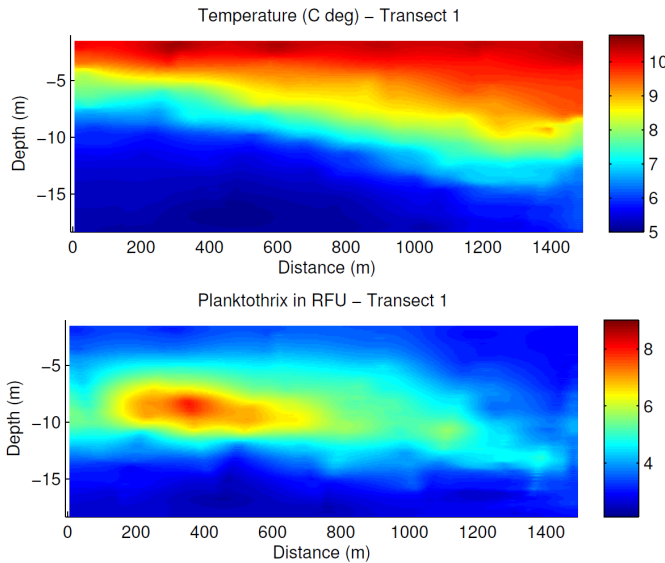 Temperature (C deg) − Transect 1
−5
−10
−15
Depth (m)
0 200 400 600 800 1000 1200 1400
Distance (m)
10
9
8
7
6
5
Planktothrix in RFU − Transect 1
−5
−10
−15
Depth (m)
0 200 400 600 800 1000 1200 1400
Distance (m)
8
6
4